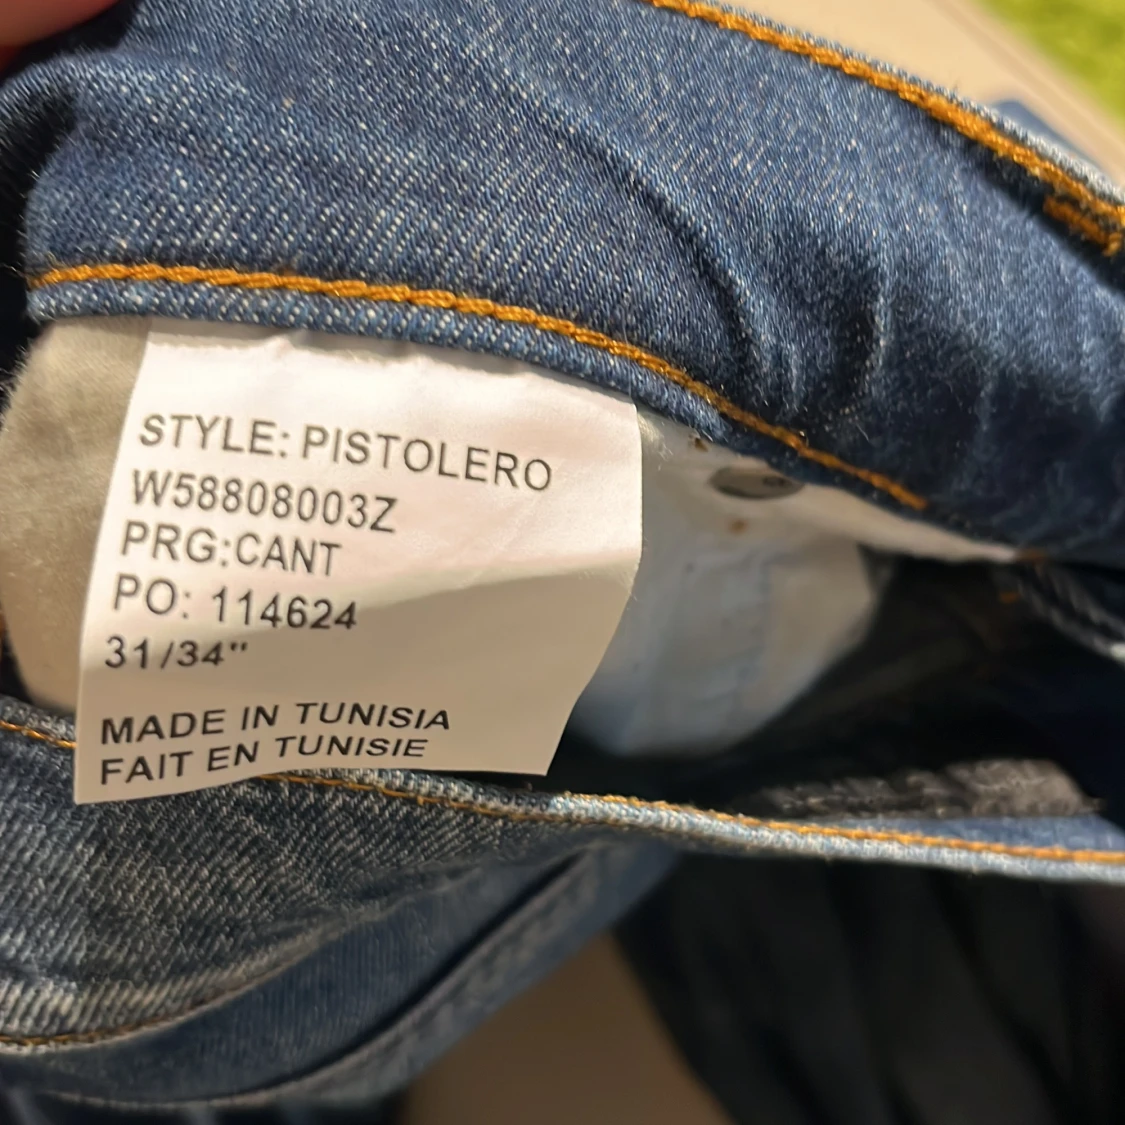 STYLE: PISTOLERO
W58808003Z
PRG:CANT
PO: 114624
31/34"
MADE IN TUNISIA
FAIT EN TUNISIE